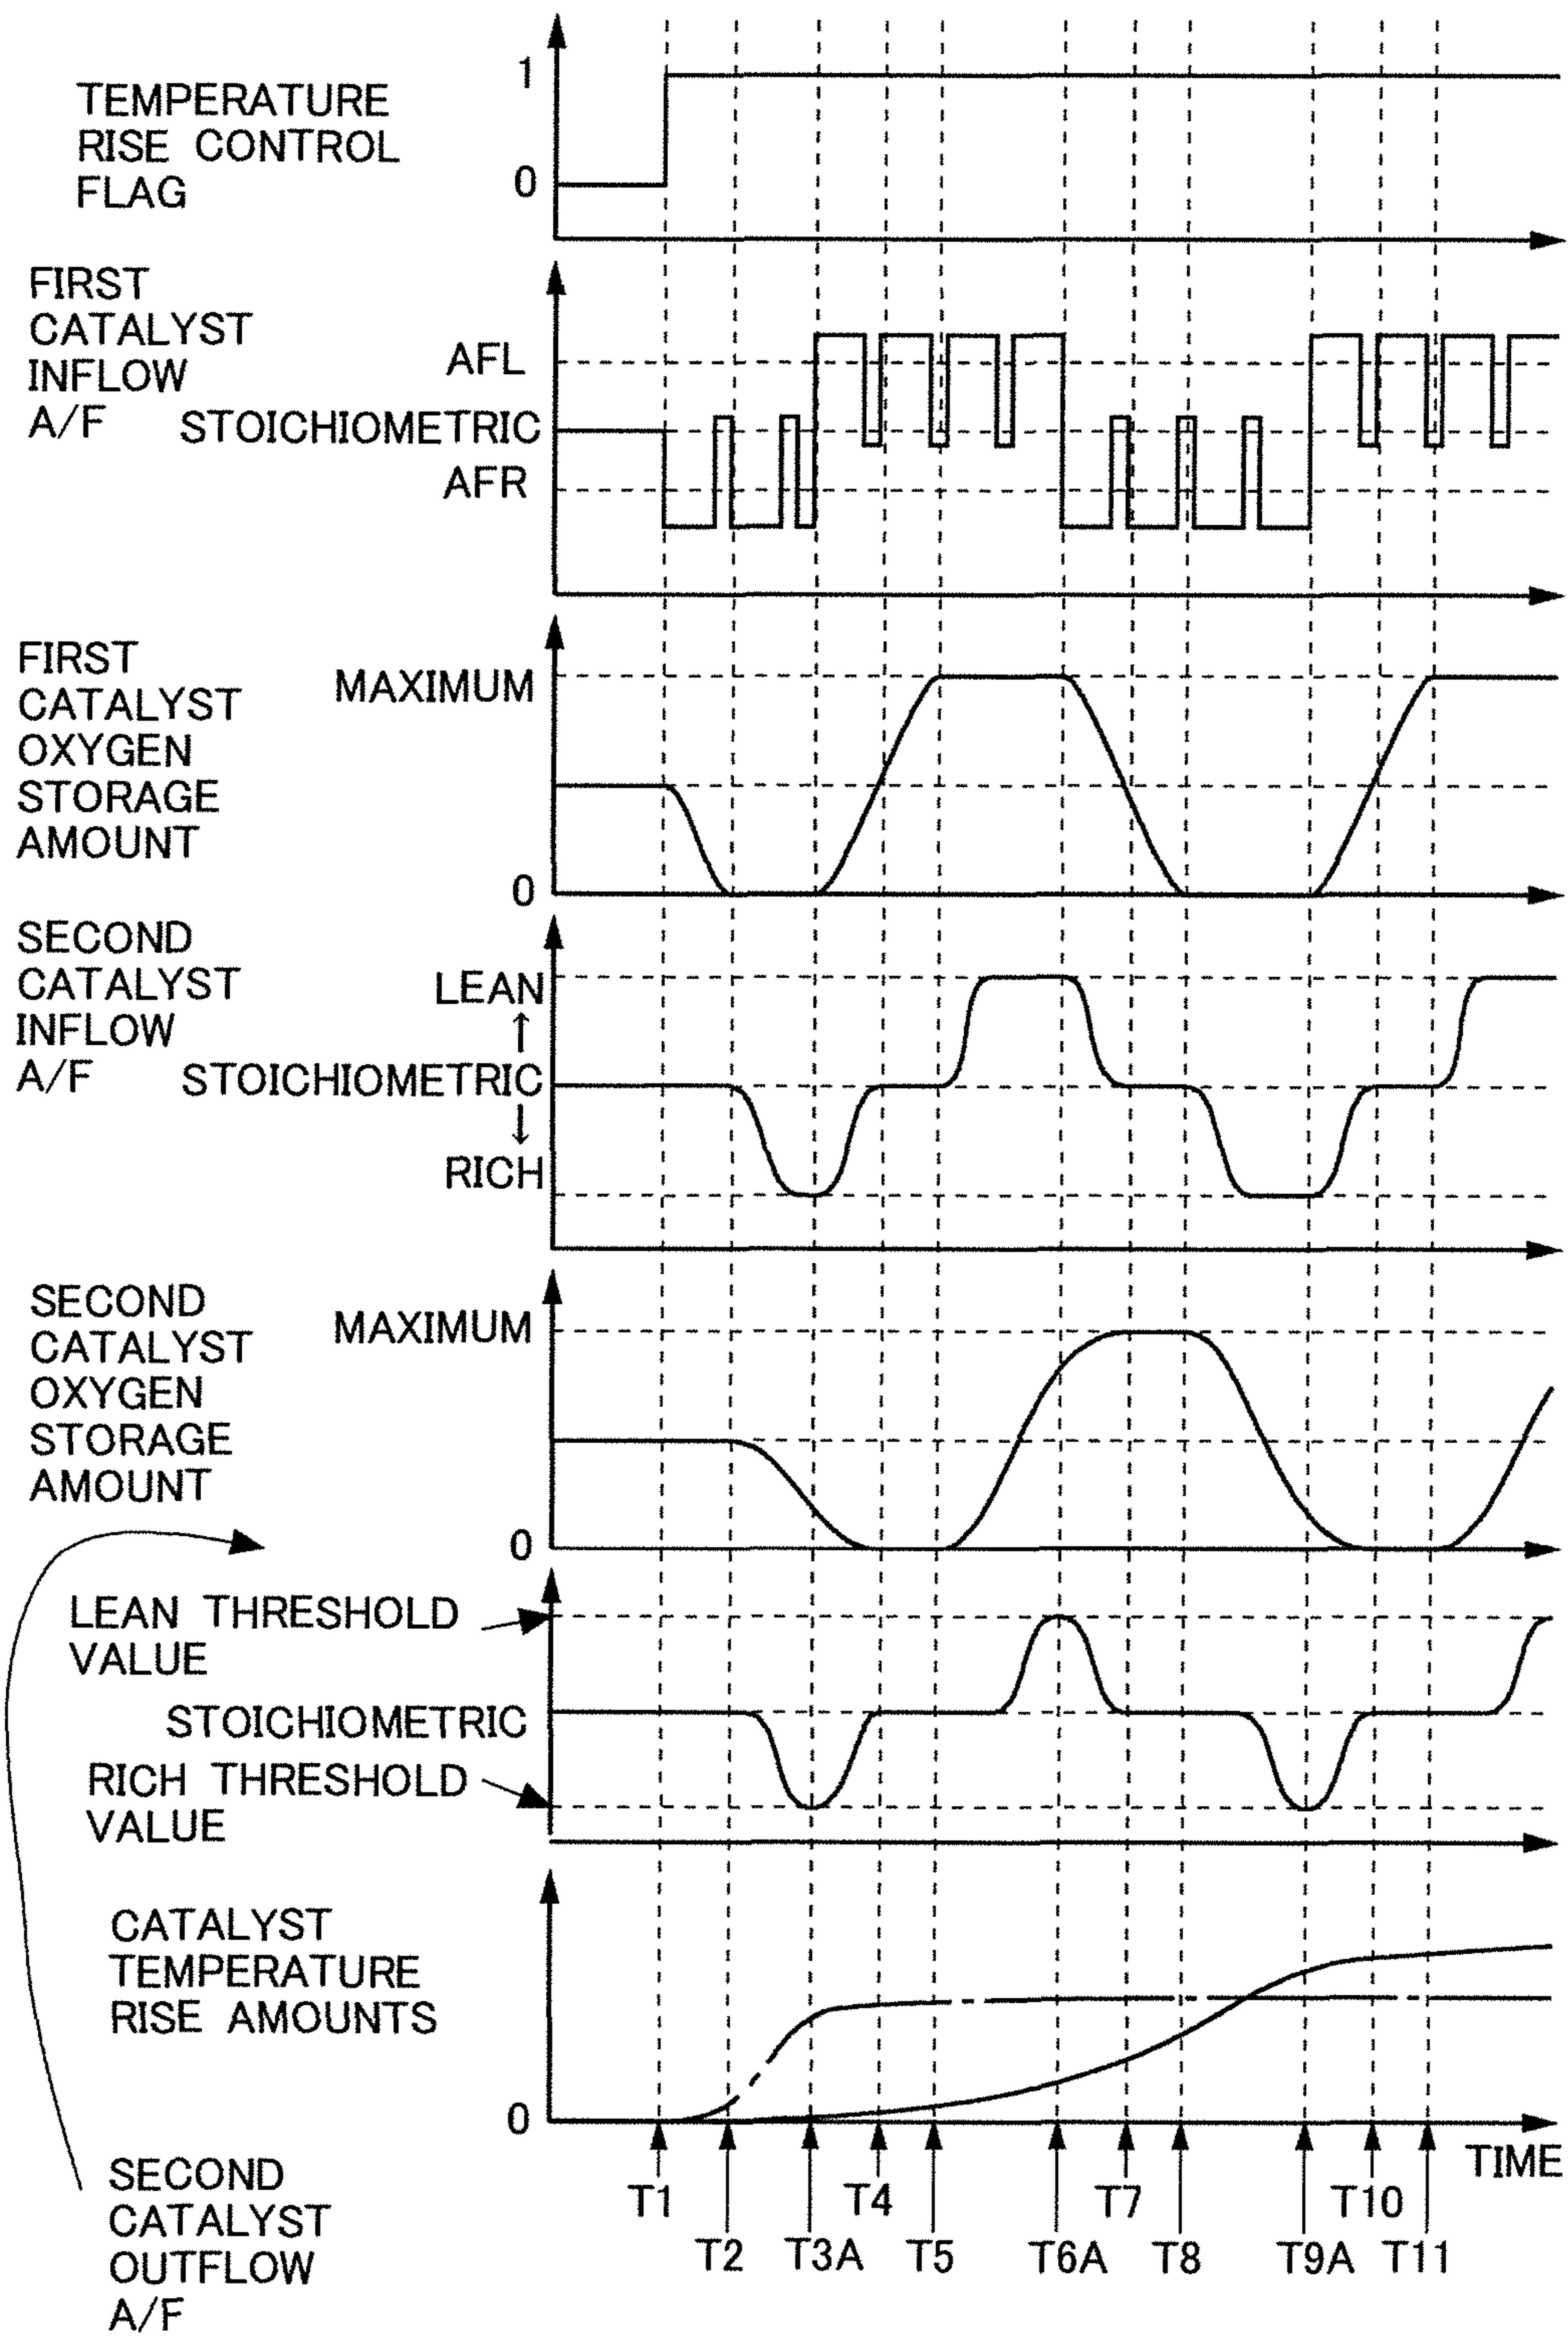 1
TEMPERATURE
RISE CONTROL
FLAG
0
FIRST
CATALYST
INFLOW
A/F
AFL
STOICHIOMETRIC
AFR
FIRST
CATALYST
OXYGEN
STORAGE
AMOUNT
MAXIMUM
0
SECOND
CATALYST
INFLOW
A/F
LEAN
↑
STOICHIOMETRIC
↓
RICH
SECOND
CATALYST
OXYGEN
STORAGE
AMOUNT
MAXIMUM
0
LEAN THRESHOLD
VALUE
STOICHIOMETRIC
RICH THRESHOLD
VALUE
CATALYST
TEMPERATURE
RISE AMOUNTS
0
TIME
T1 T4 T7 T10
T2 T3A T5 T6A T8 T9A T11
SECOND
CATALYST
OUTFLOW
A/F